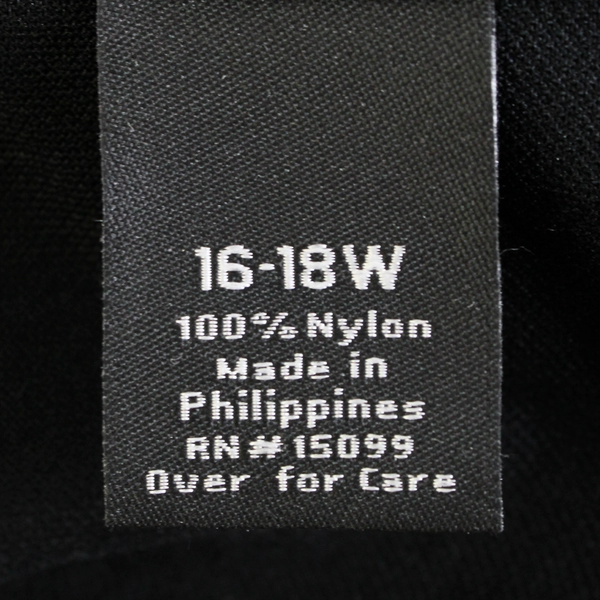 16-18W
100% Nylon
Made in
Philippines
RN#15099
Over for Care